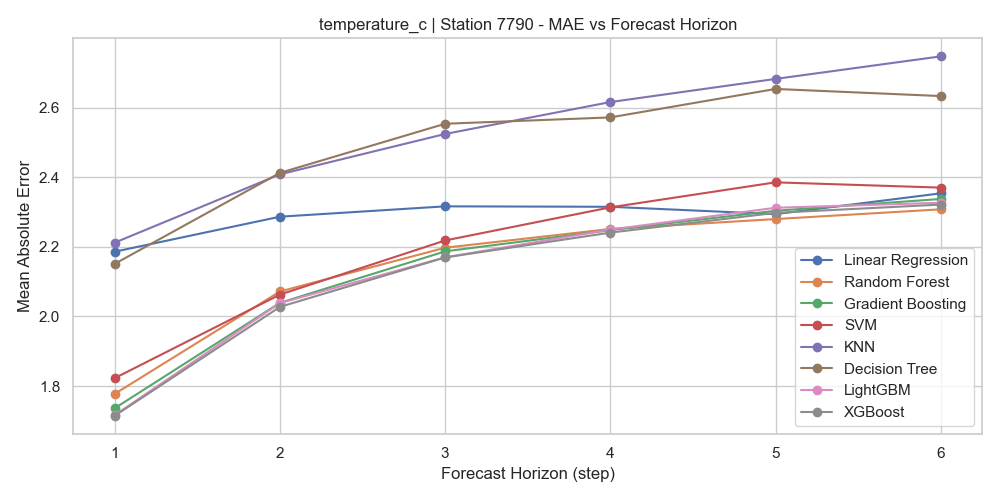 temperature_c | Station 7790 - MAE vs Forecast Horizon
Mean Absolute Error
2.6
2.4
2.2
2.0
1.8
1 2 3 4 5 6
Forecast Horizon (step)
Linear Regression
Random Forest
Gradient Boosting
SVM
KNN
Decision Tree
LightGBM
XGBoost